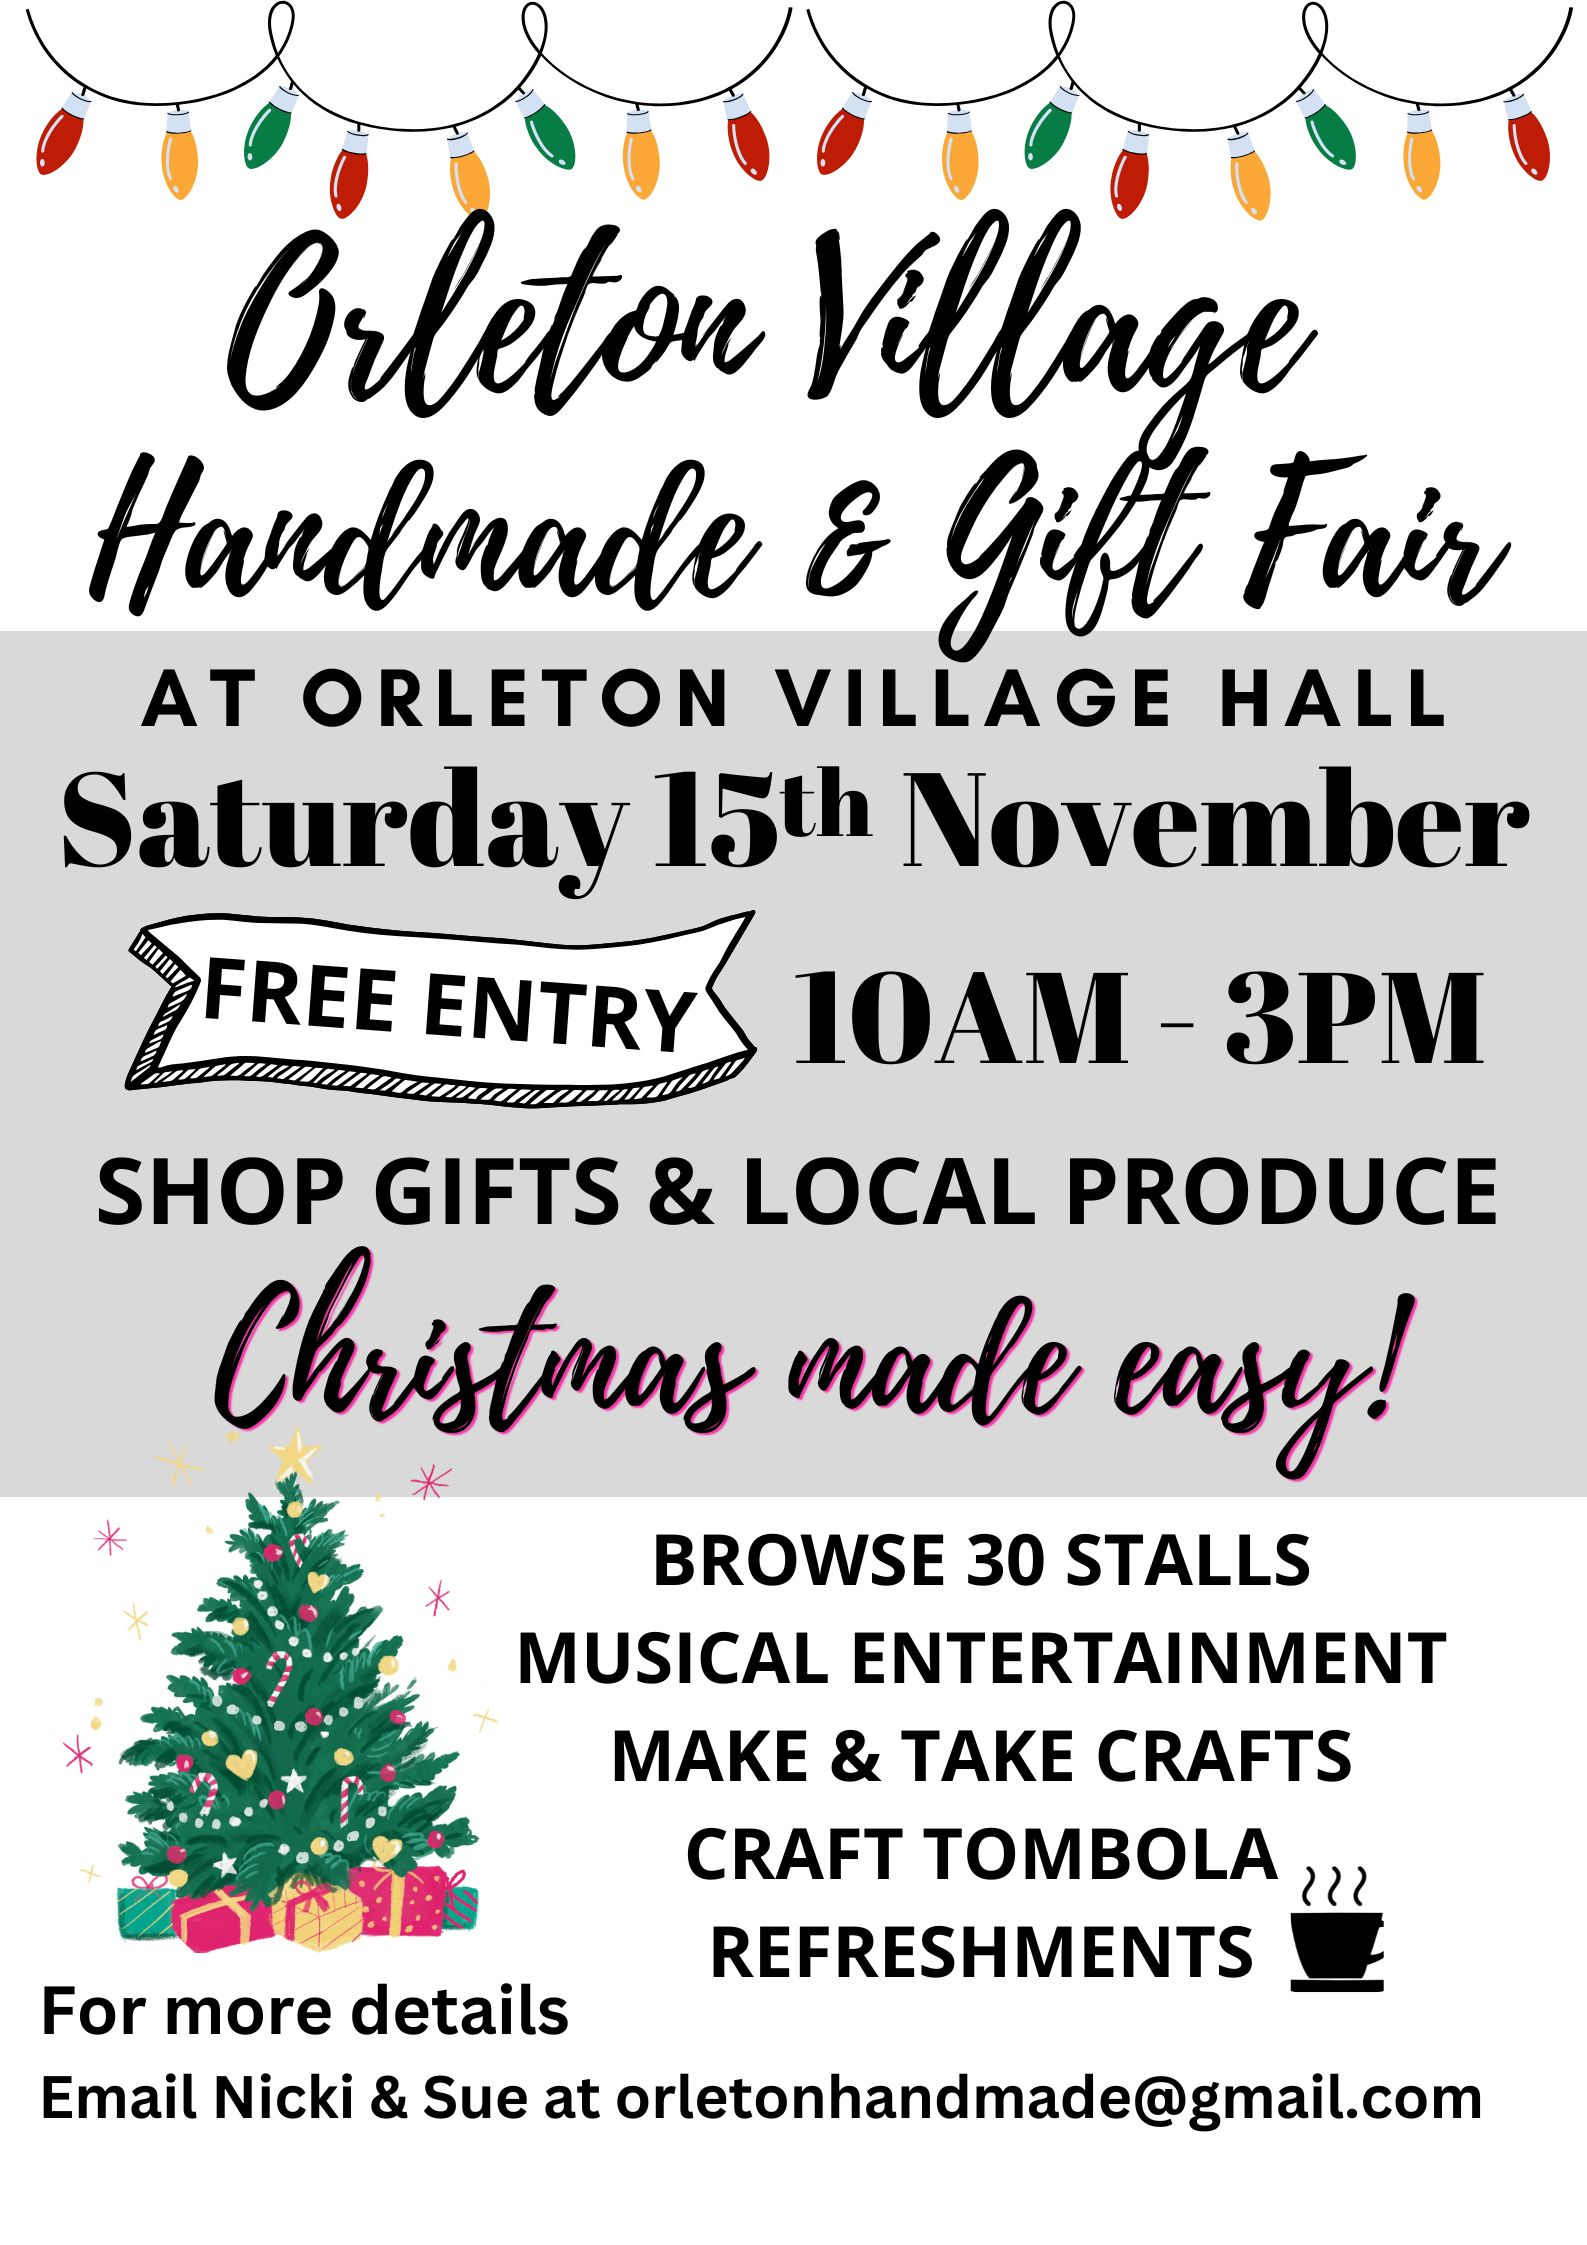 Orleton Village
Handmade & Gift Fair
AT ORLETON VILLAGE HALL
Saturday 15th November
FREE ENTRY
10AM - 3PM
SHOP GIFTS & LOCAL PRODUCE
Christmas made easy!
BROWSE 30 STALLS
MUSICAL ENTERTAINMENT
MAKE & TAKE CRAFTS
CRAFT TOMBOLA
REFRESHMENTS
For more details
Email Nicki & Sue at orletonhandmade@gmail.com